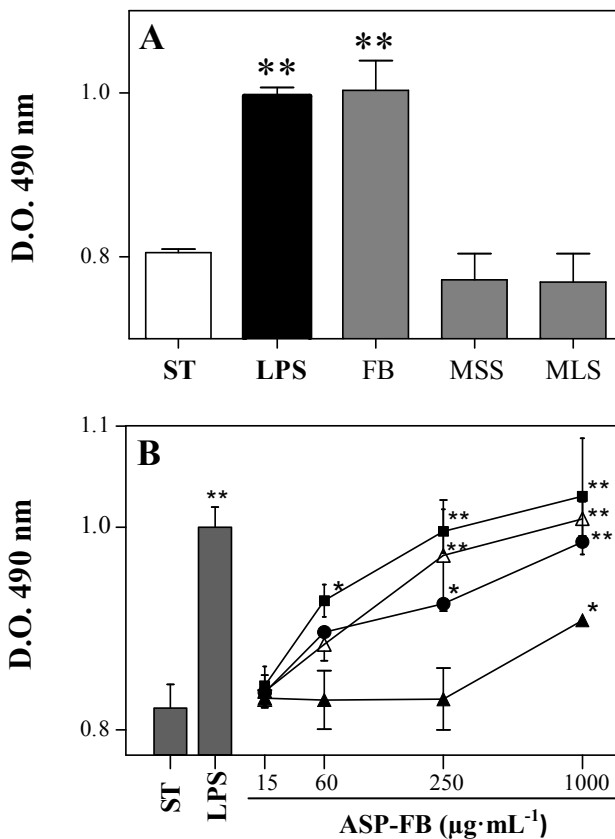 A
** **
D.O. 490 nm
1.0
0.8
ST LPS FB MSS MLS
B
D.O. 490 nm
1.1
1.0
0.8
**
**
**
**
**
**
*
*
*
ST LPS
15 60 250 1000
ASP-FB (µg·mL⁻¹)